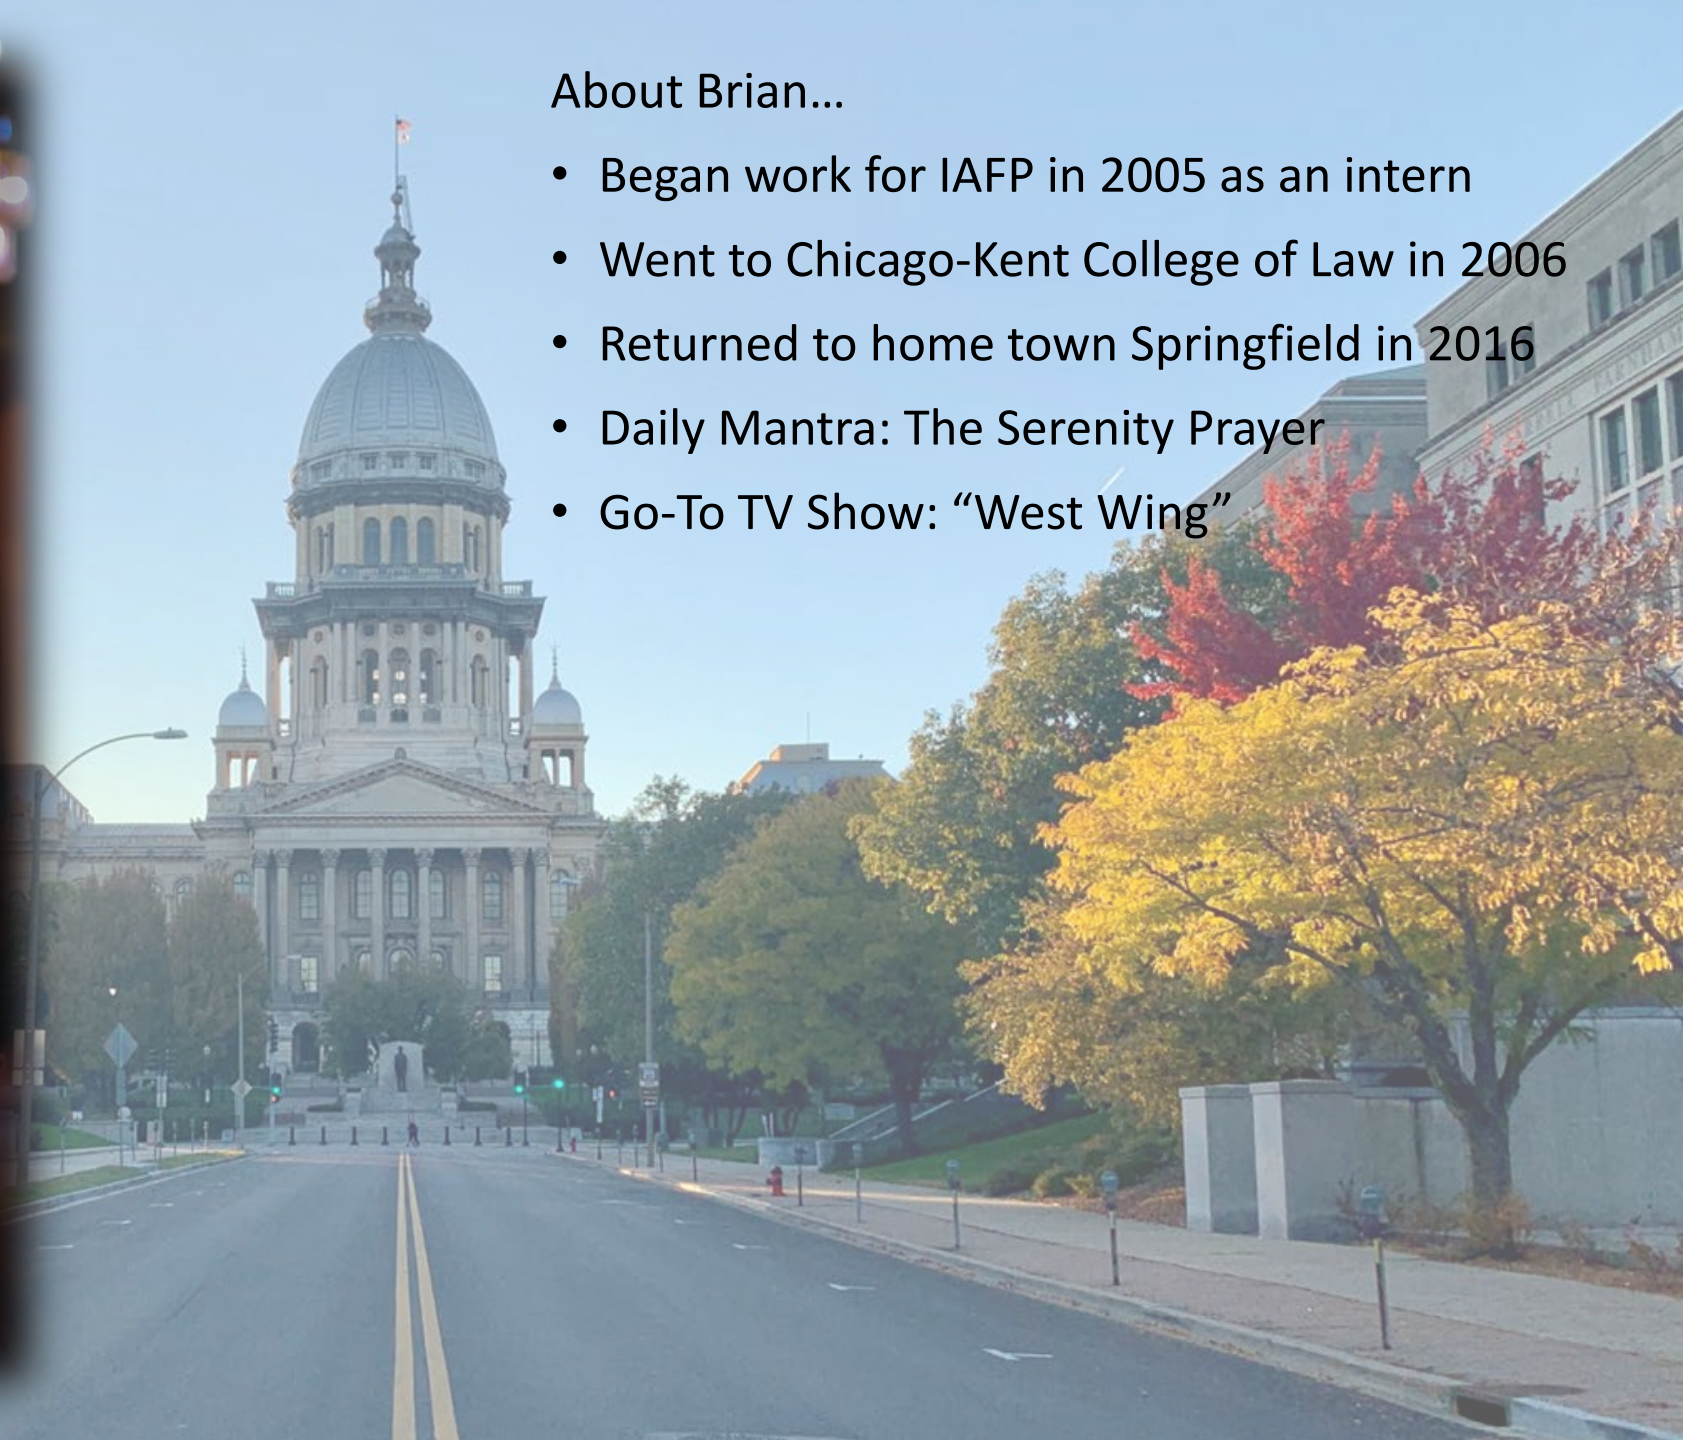 About Brian...
• Began work for IAFP in 2005 as an intern
• Went to Chicago-Kent College of Law in 2006
• Returned to home town Springfield in 2016
• Daily Mantra: The Serenity Prayer
• Go-To TV Show: “West Wing”